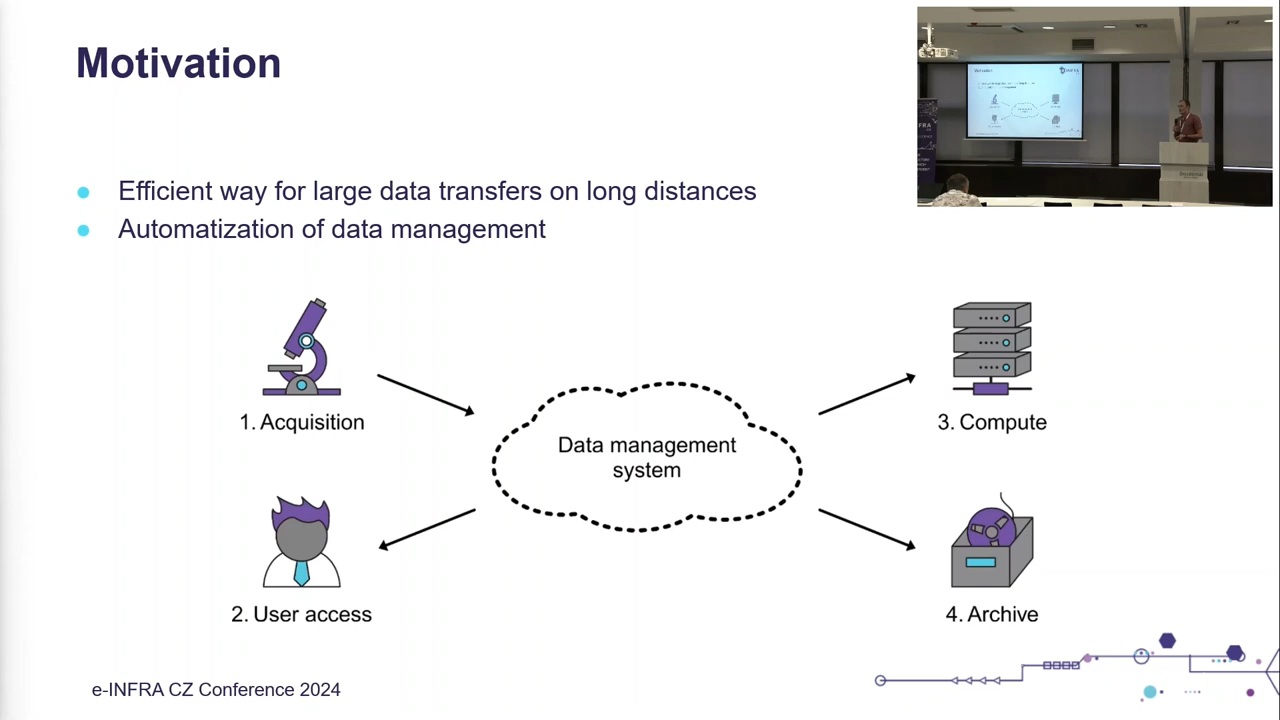 Motivation
Efficient way for large data transfers on long distances
Automatization of data management
1. Acquisition
Data management
system
3. Compute
2. User access
4. Archive
e-INFRA CZ Conference 2024